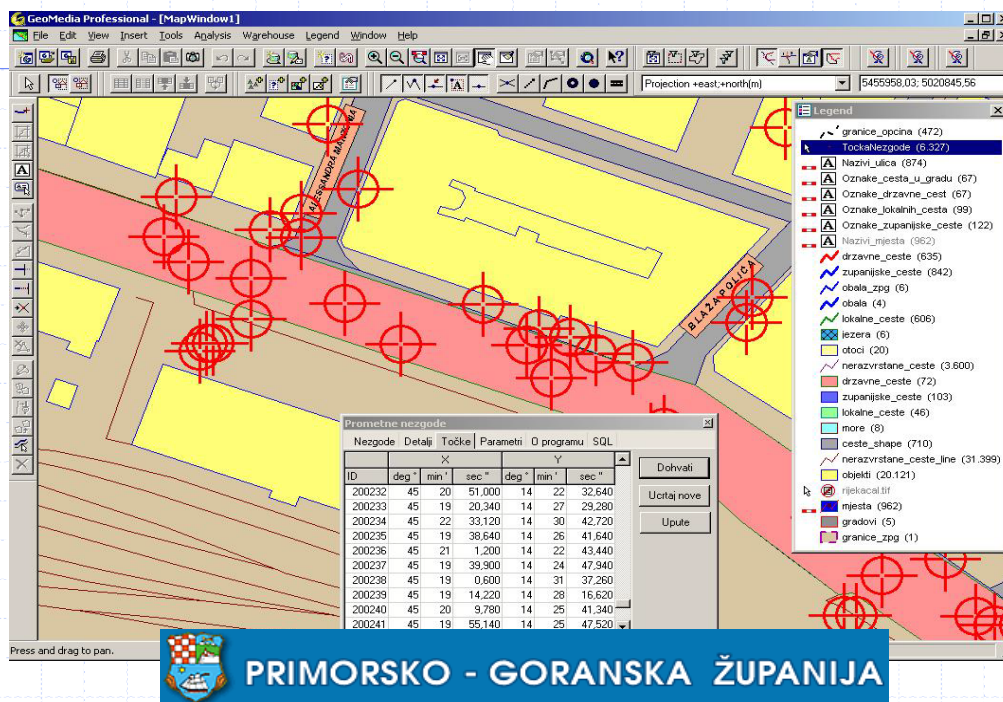 GeoMedia Professional - [MapWindow1]
File Edit View Insert Tools Analysis Warehouse Legend Window Help
Projection +east;+north(m)
5455958,03; 5020845,56
BLAŽA POLIĆA
Legend
granice_opcina (472)
TockaNezgode (6.327)
A Nazivi_ulica (874)
A Oznake_cesta_u_gradu (67)
A Oznake_drzavne_cest (67)
A Oznake_lokalnih_cesta (99)
A Oznake_zupanijske_ceste (122)
A Nazivi_mjesta (962)
drzavne_ceste (635)
zupanijske_ceste (842)
obala_zpg (6)
obala (4)
lokalne_ceste (606)
jezera (6)
otoci (20)
nerazvrstane_ceste (3.600)
drzavne_ceste (72)
zupanijske_ceste (103)
lokalne_ceste (46)
more (8)
ceste_shape (710)
nerazvrstane_ceste_line (31.399)
objekti (20.121)
rijekacal.tif
mjesta (962)
gradovi (5)
granice_zpg (1)
Prometne nezgode
Nezgode Detalji Točke Parametri O programu SQL
X Y
ID deg ° min ' sec " deg ° min ' sec "
200232 45 20 51,000 14 22 32,640
200233 45 19 20,340 14 27 29,280
200234 45 22 33,120 14 30 42,720
200235 45 19 38,640 14 26 41,640
200236 45 21 1,200 14 22 43,440
200237 45 19 39,900 14 24 47,940
200238 45 19 0,600 14 31 37,260
200239 45 19 14,220 14 28 16,620
200240 45 20 9,780 14 25 41,340
200241 45 19 55,140 14 25 47,520
Dohvati
Ucrtaj nove
Upute
Press and drag to pan.
PRIMORSKO - GORANSKA ŽUPANIJA